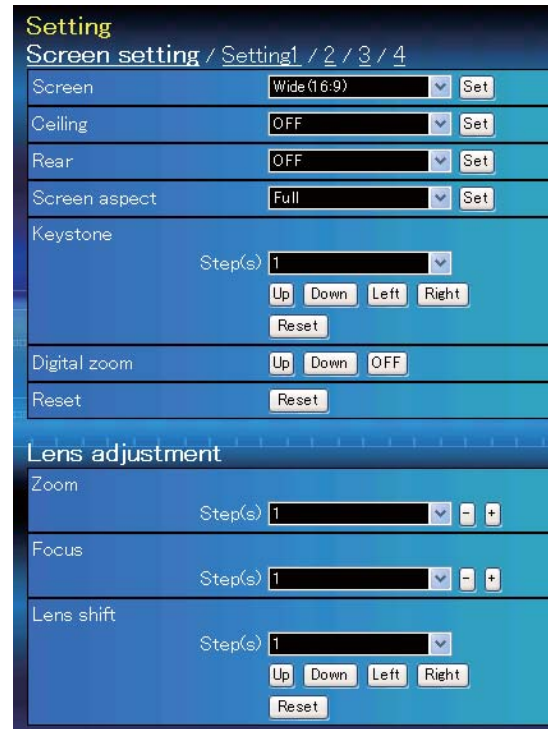 Setting
Screen setting / Setting1 / 2 / 3 / 4
Screen Wide(16:9) Set
Ceiling OFF Set
Rear OFF Set
Screen aspect Full Set
Keystone
Step(s) 1
Up Down Left Right
Reset
Digital zoom Up Down OFF
Reset Reset
Lens adjustment
Zoom
Step(s) 1 - +
Focus
Step(s) 1 - +
Lens shift
Step(s) 1
Up Down Left Right
Reset